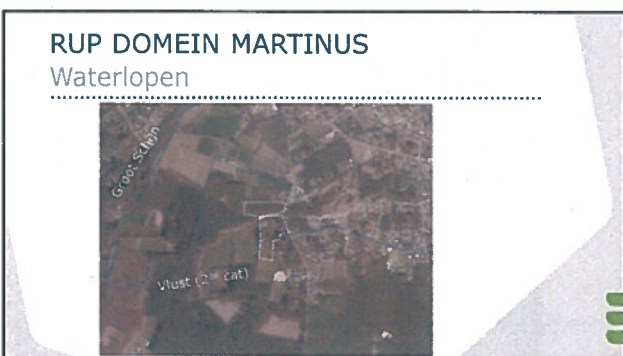 RUP DOMEIN MARTINUS
Waterlopen
Groot Schijn
Vlust (2de cat)